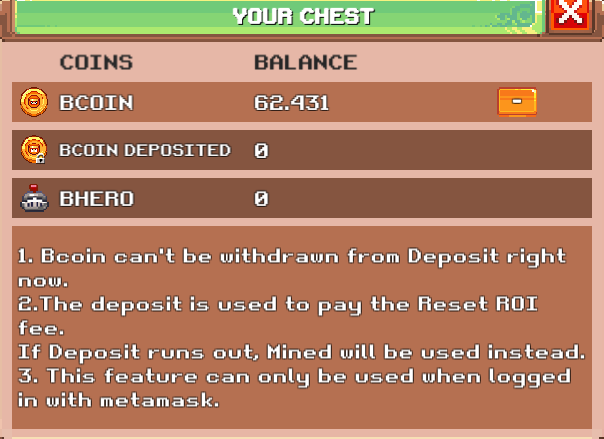 YOUR CHEST
COINS BALANCE
BCOIN 62.431
BCOIN DEPOSITED 0
BHERO 0
1. Bcoin can't be withdrawn from Deposit right
now.
2.The deposit is used to pay the Reset ROI
fee.
If Deposit runs out, Mined will be used instead.
3. This feature can only be used when logged
in with metamask.